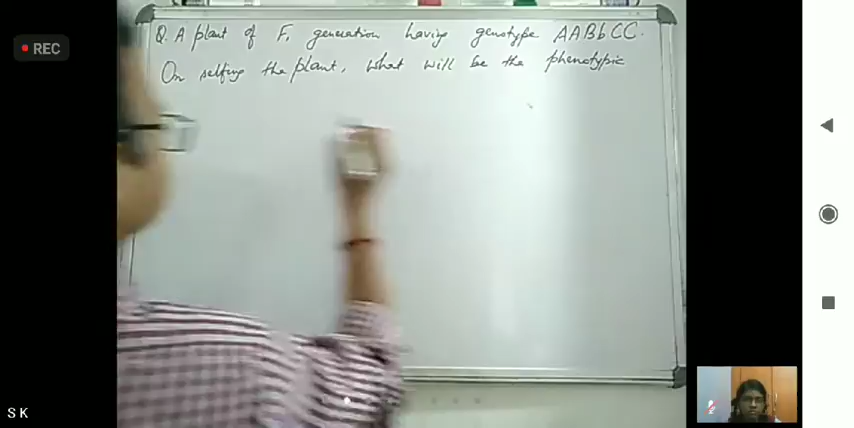 REC
Q. A plant of F₁ generation having genotype AABbCC.
On selfing the plant, what will be the phenotypic
S K